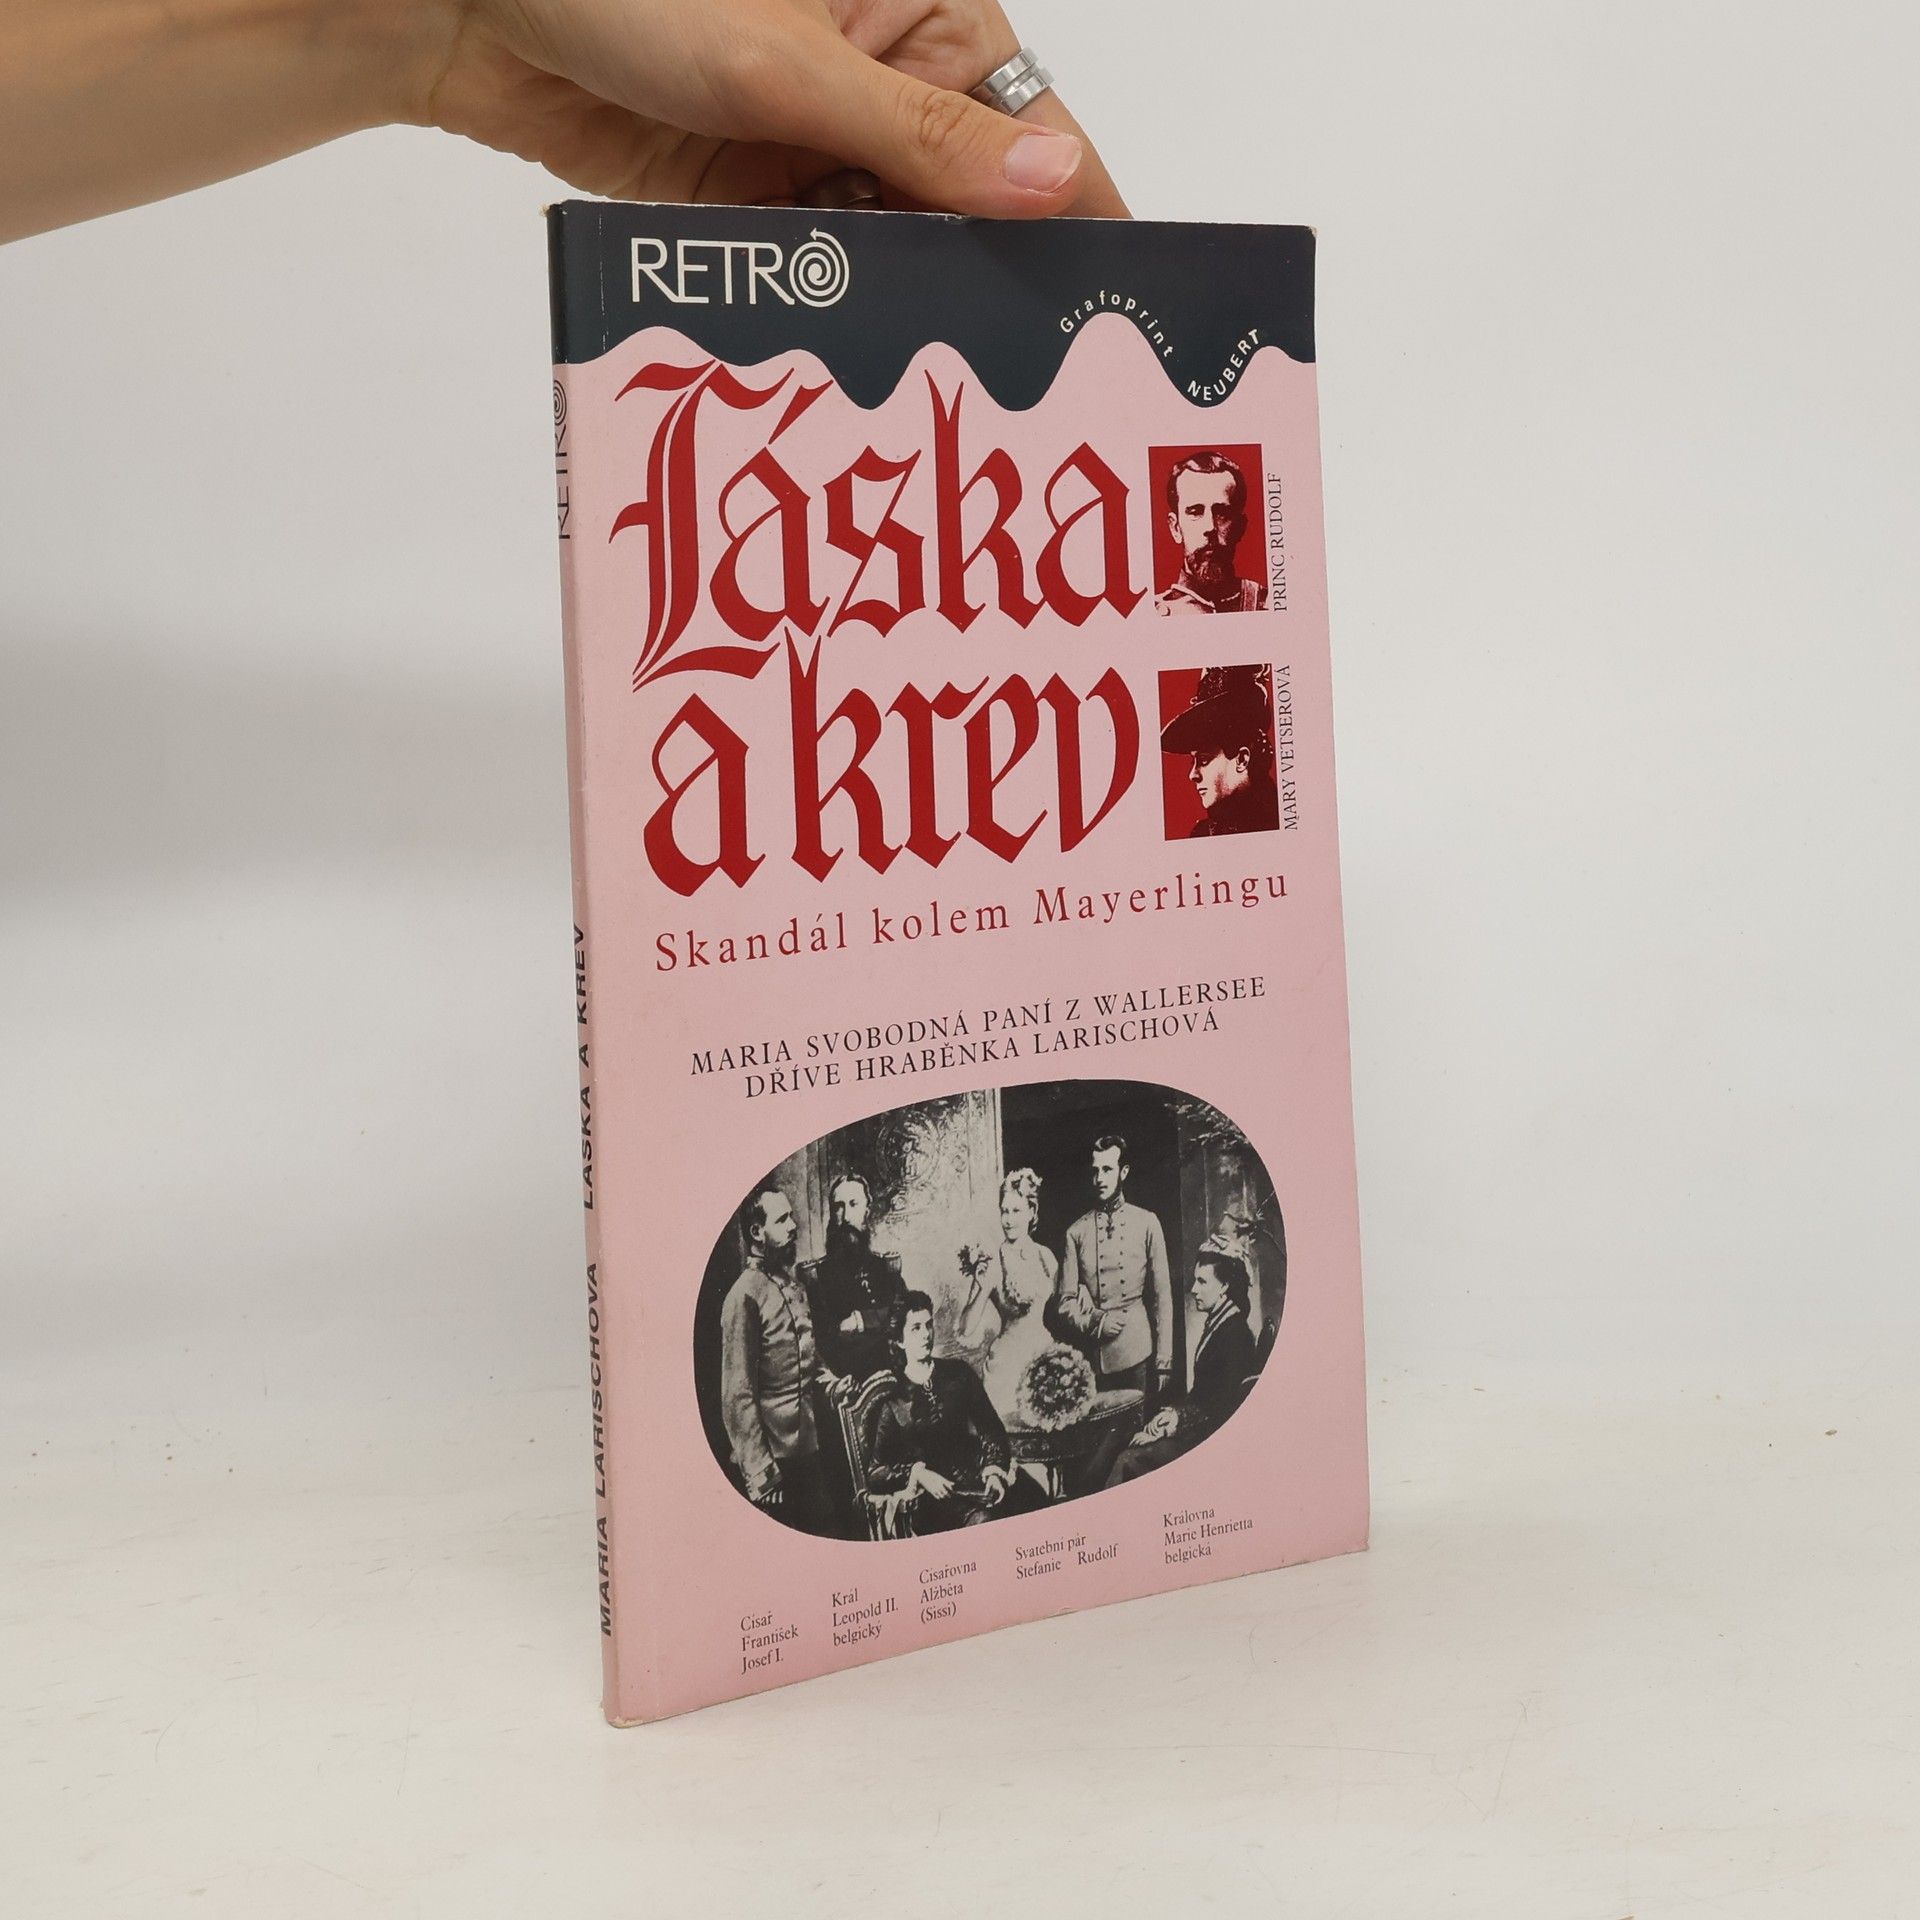 RETRO
Grafoprint
NEUBERT
Láska
a krev
PRINC RUDOLF
MARY VETSEROVÁ
Skandál kolem Mayerlingu
MARIA SVOBODNÁ PANÍ Z WALLERSEE
DŘÍVE HRABĚNKA LARISCHOVÁ
Císař
František
Josef I.
Král
Leopold II.
belgický
Císařovna
Alžběta
(Sissi)
Svatební pár
Stefanie Rudolf
Královna
Marie Henrietta
belgická
MARIA LARISCHOVÁ LÁSKA A KREV RETRO